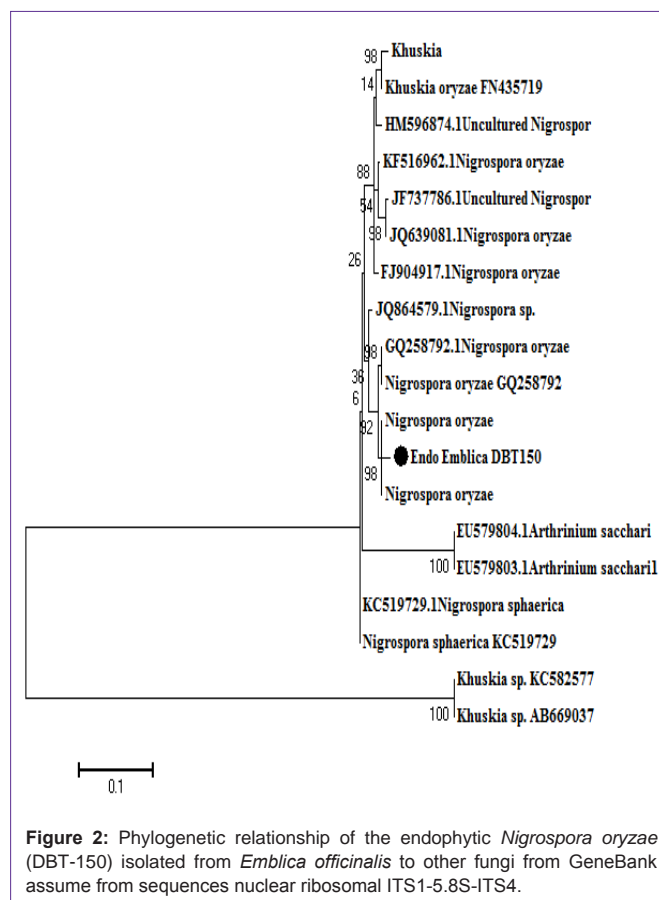 98
Khuskia
14
Khuskia oryzae FN435719
HM596874.1Uncultured Nigrospor
KF516962.1Nigrospora oryzae
88
54
JF737786.1Uncultured Nigrospor
98
JQ639081.1Nigrospora oryzae
26
FJ904917.1Nigrospora oryzae
JQ864579.1Nigrospora sp.
98
GQ258792.1Nigrospora oryzae
36
Nigrospora oryzae GQ258792
6
92
Nigrospora oryzae
Endo Emblica DBT150
98
Nigrospora oryzae
EU579804.1Arthrinium sacchari
100
EU579803.1Arthrinium sacchari1
KC519729.1Nigrospora sphaerica
Nigrospora sphaerica KC519729
Khuskia sp. KC582577
100
Khuskia sp. AB669037
0.1
Figure 2: Phylogenetic relationship of the endophytic Nigrospora oryzae
(DBT-150) isolated from Emblica officinalis to other fungi from GeneBank
assume from sequences nuclear ribosomal ITS1-5.8S-ITS4.